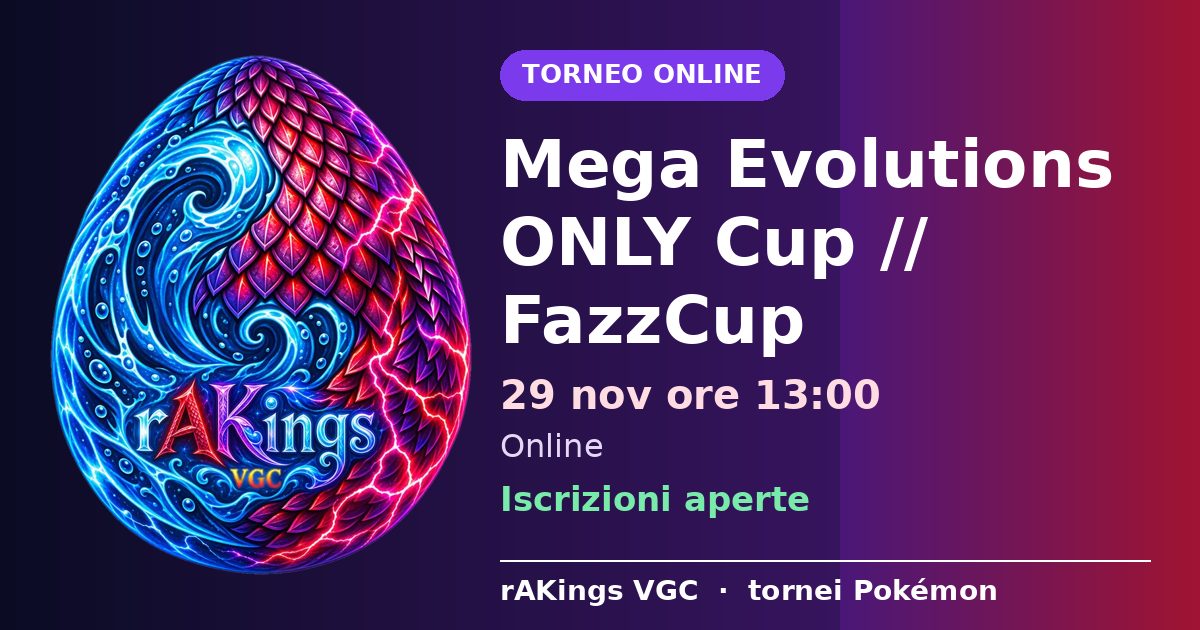 TORNEO ONLINE
Mega Evolutions
ONLY Cup //
FazzCup
29 nov ore 13:00
Online
Iscrizioni aperte
rAKings VGC · tornei Pokémon
rAKings
VGC